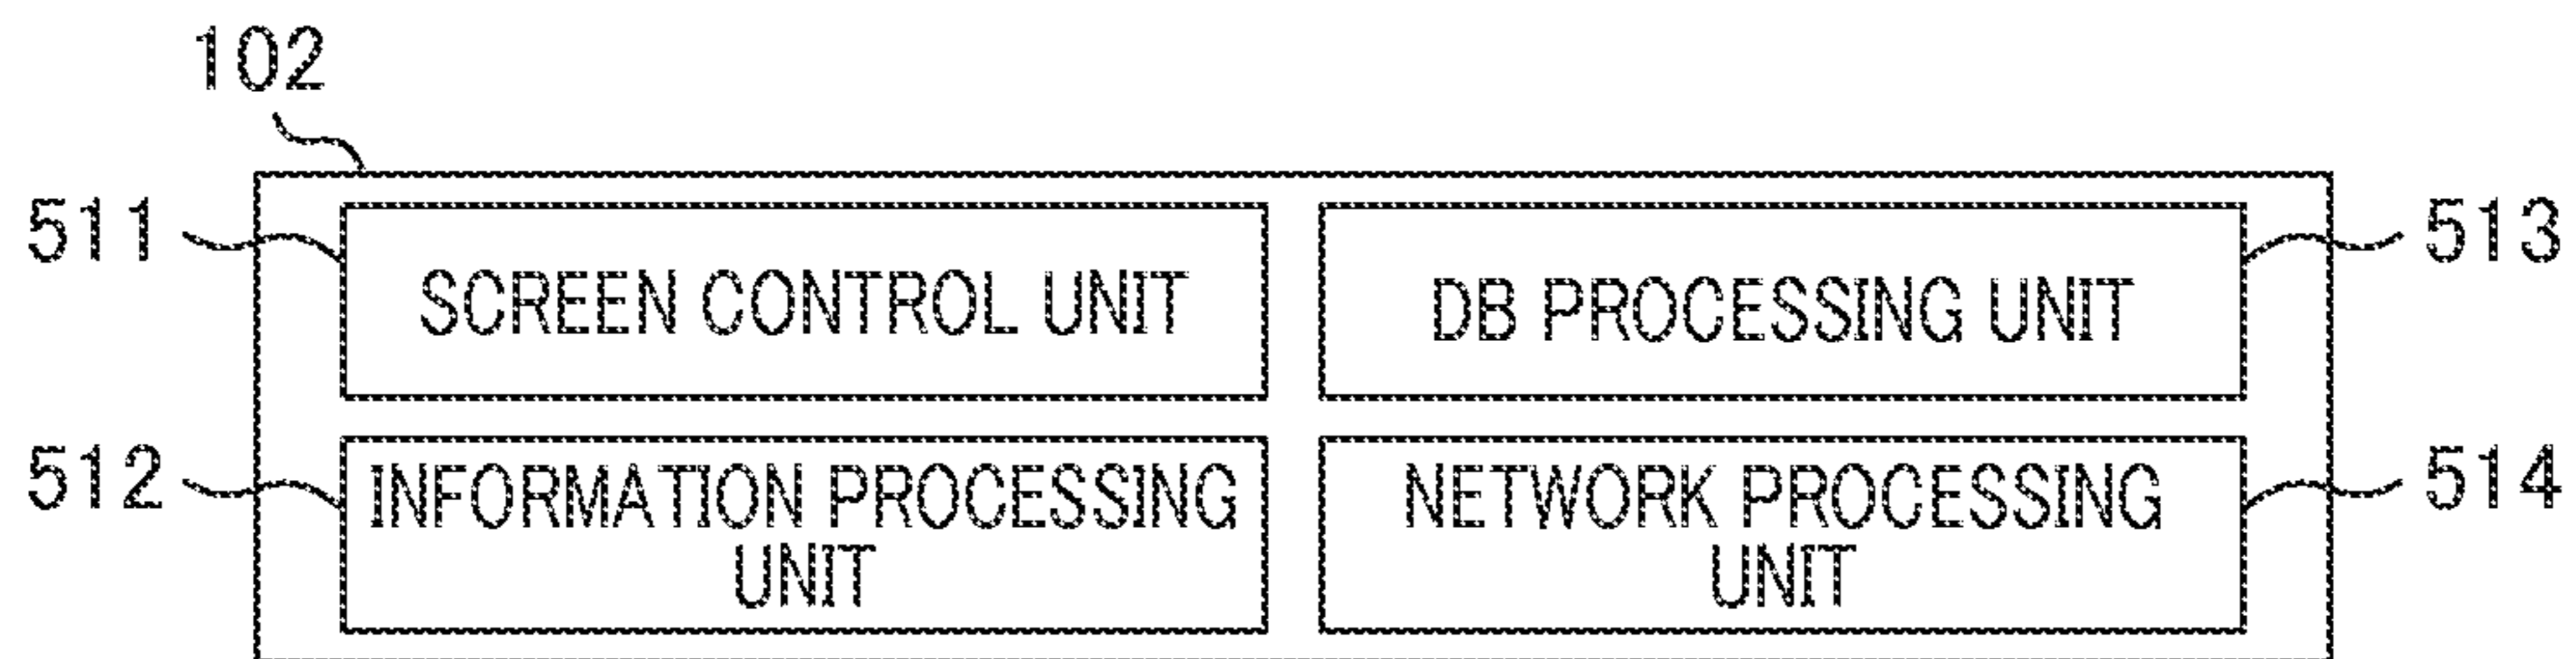 102
511
SCREEN CONTROL UNIT
DB PROCESSING UNIT
513
512
INFORMATION PROCESSING
UNIT
NETWORK PROCESSING
UNIT
514